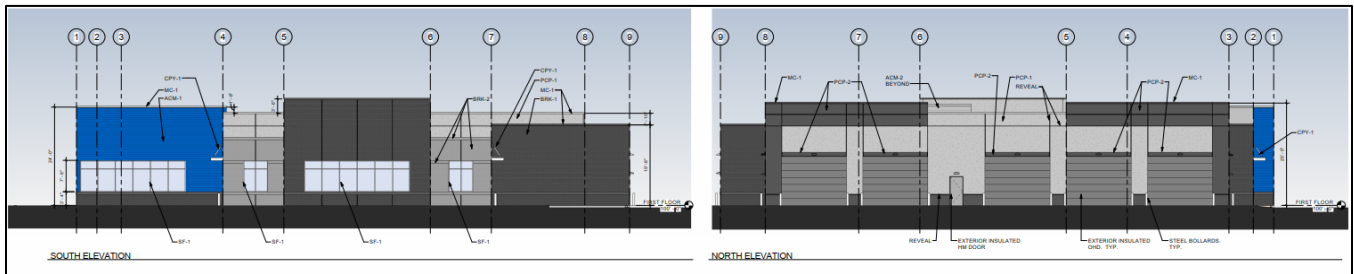 1
2
3
4
5
6
7
8
9
CPY-1
MC-1
ACM-1
CPY-1
PCP-1
MC-1
BRK-1
BRK-2
24'-0"
FIRST FLOOR
SF-1
SF-1
SF-1
SF-1
SOUTH ELEVATION
9
8
7
6
5
4
3
2
1
MC-1
PCP-2
ACM-2
BEYOND
PCP-2
PCP-1
REVEAL
PCP-2
MC-1
CPY-1
FIRST FLOOR
REVEAL
EXTERIOR INSULATED
HM DOOR
EXTERIOR INSULATED
OHD. TYP.
STEEL BOLLARDS.
TYP.
NORTH ELEVATION